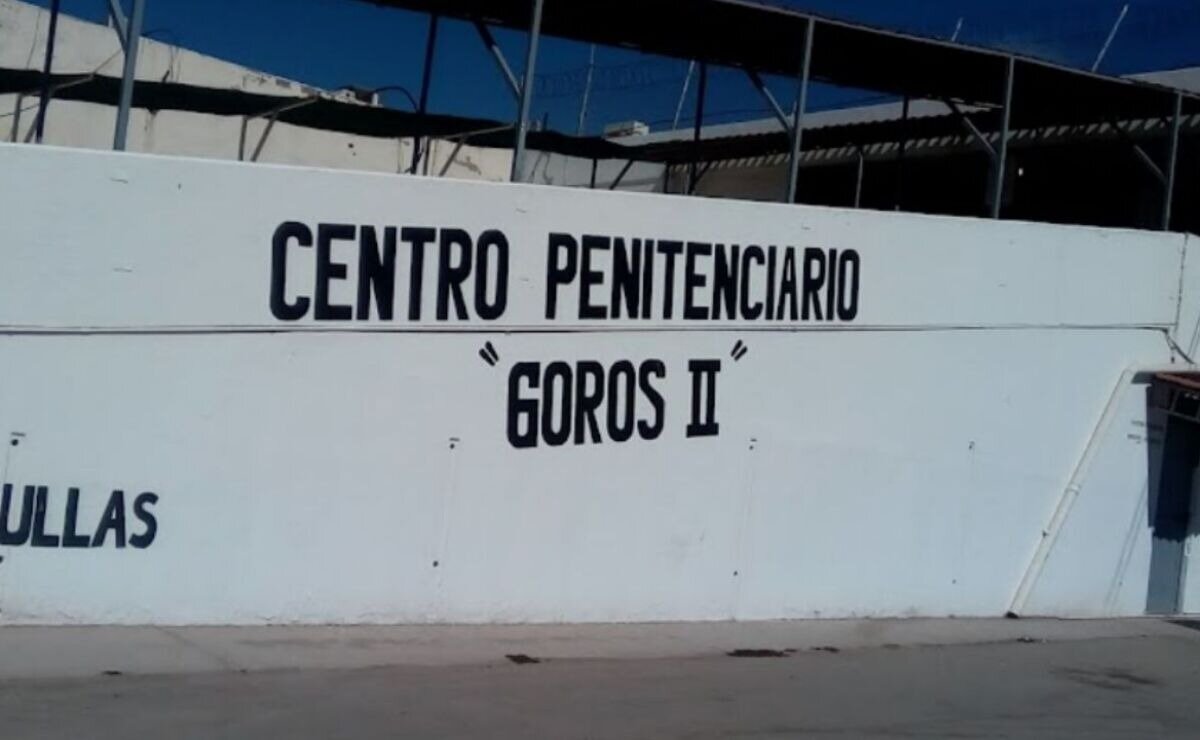 CENTRO PENITENCIARIO
"GOROS II"
ULLAS